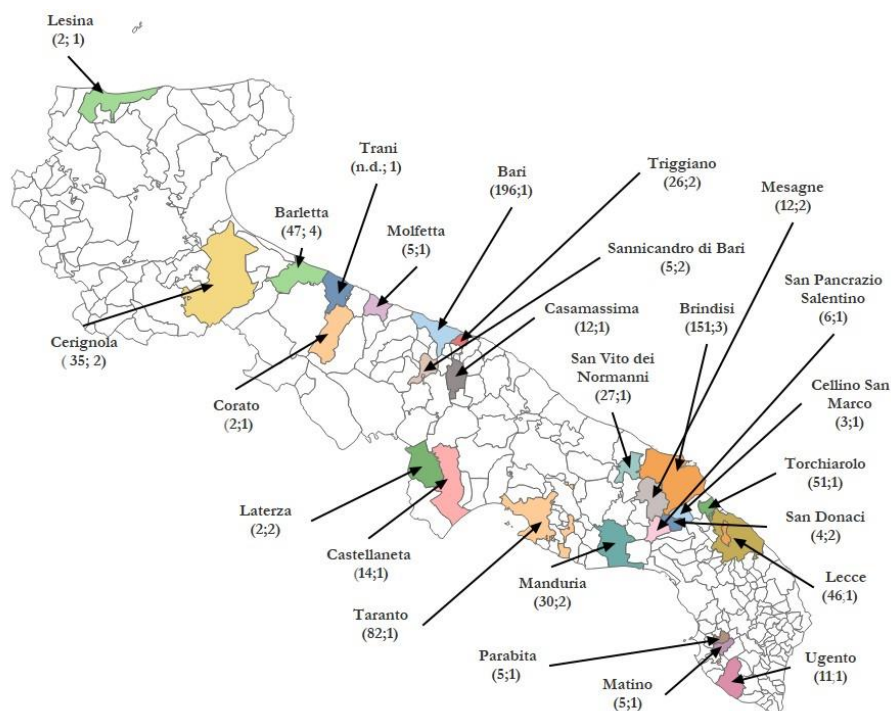 Lesina
(2; 1)
Trani
(n.d.; 1)
Bari
(196;1)
Triggiano
(26;2)
Mesagne
(12;2)
Barletta
(47; 4)
Molfetta
(5;1)
Sannicandro di Bari
(5;2)
San Pancrazio
Salentino
(6;1)
Casamassima
(12;1)
Brindisi
(151;3)
Cerignola
( 35; 2)
San Vito dei
Normanni
(27;1)
Cellino San
Marco
(3;1)
Corato
(2;1)
Torchiarolo
(51;1)
Laterza
(2;2)
San Donaci
(4;2)
Castellaneta
(14;1)
Manduria
(30;2)
Lecce
(46;1)
Taranto
(82;1)
Parabita
(5;1)
Ugento
(11;1)
Matino
(5;1)